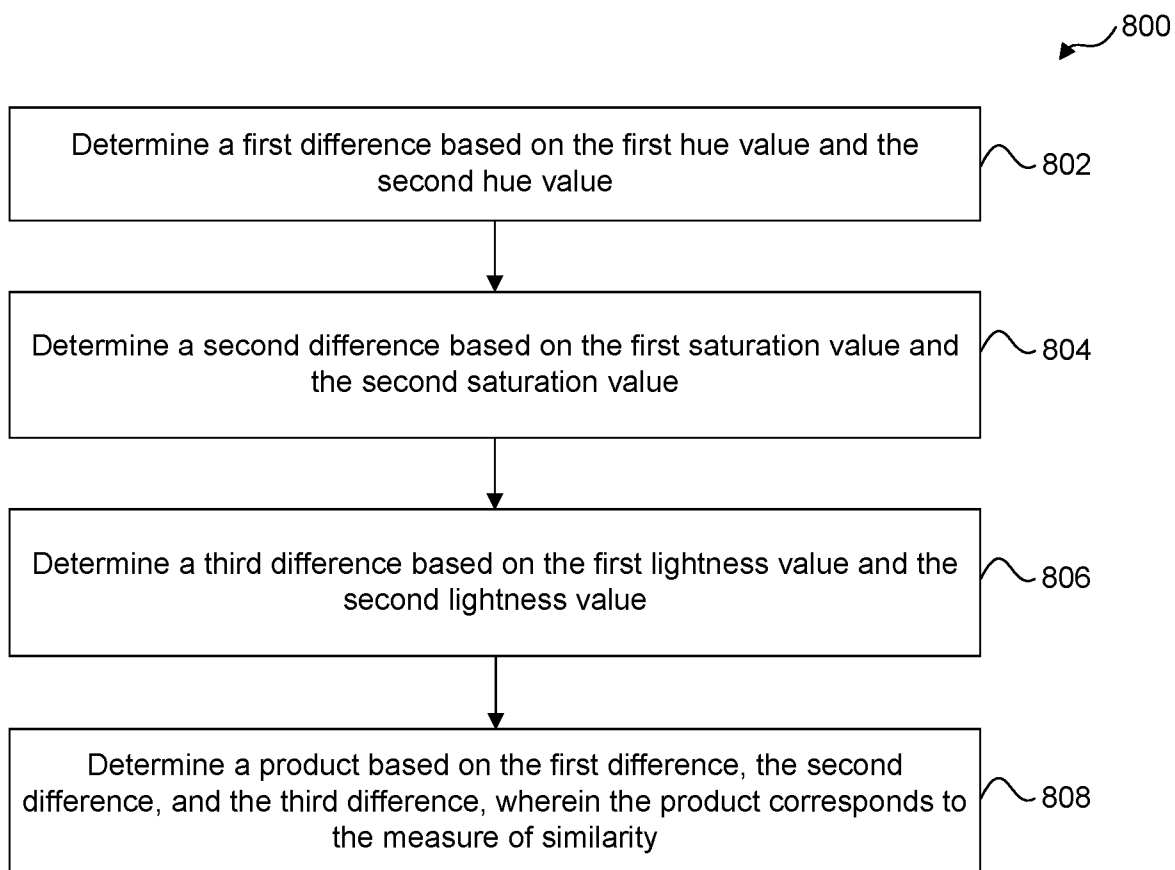 800
Determine a first difference based on the first hue value and the
second hue value
802
Determine a second difference based on the first saturation value and
the second saturation value
804
Determine a third difference based on the first lightness value and the
second lightness value
806
Determine a product based on the first difference, the second
difference, and the third difference, wherein the product corresponds to
the measure of similarity
808